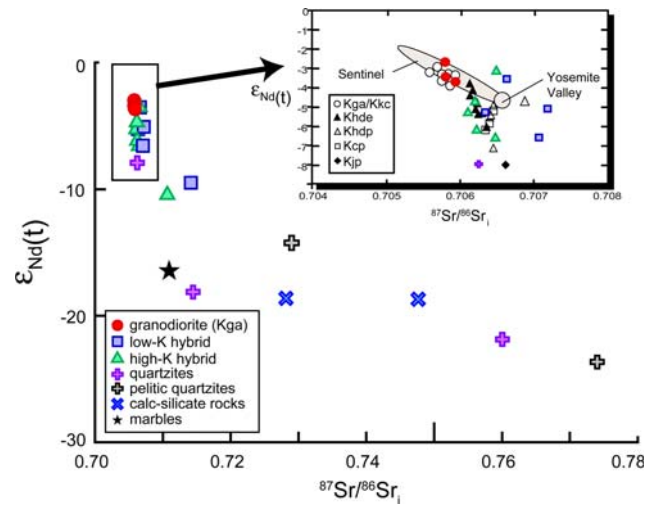 0
-10
-20
-30
εNd(t)
0.70
0.72
0.74
0.76
0.78
87Sr/86Sri
granodiorite (Kga)
low-K hybrid
high-K hybrid
quartzites
pelitic quartzites
calc-silicate rocks
marbles
0
-1
-2
-3
-4
-5
-6
-7
-8
-9
εNd(t)
Sentinel
Yosemite
Valley
Kga/Kkc
Khde
Khdp
Kcp
Kjp
0.704
0.705
0.706
0.707
0.708
87Sr/86Sri